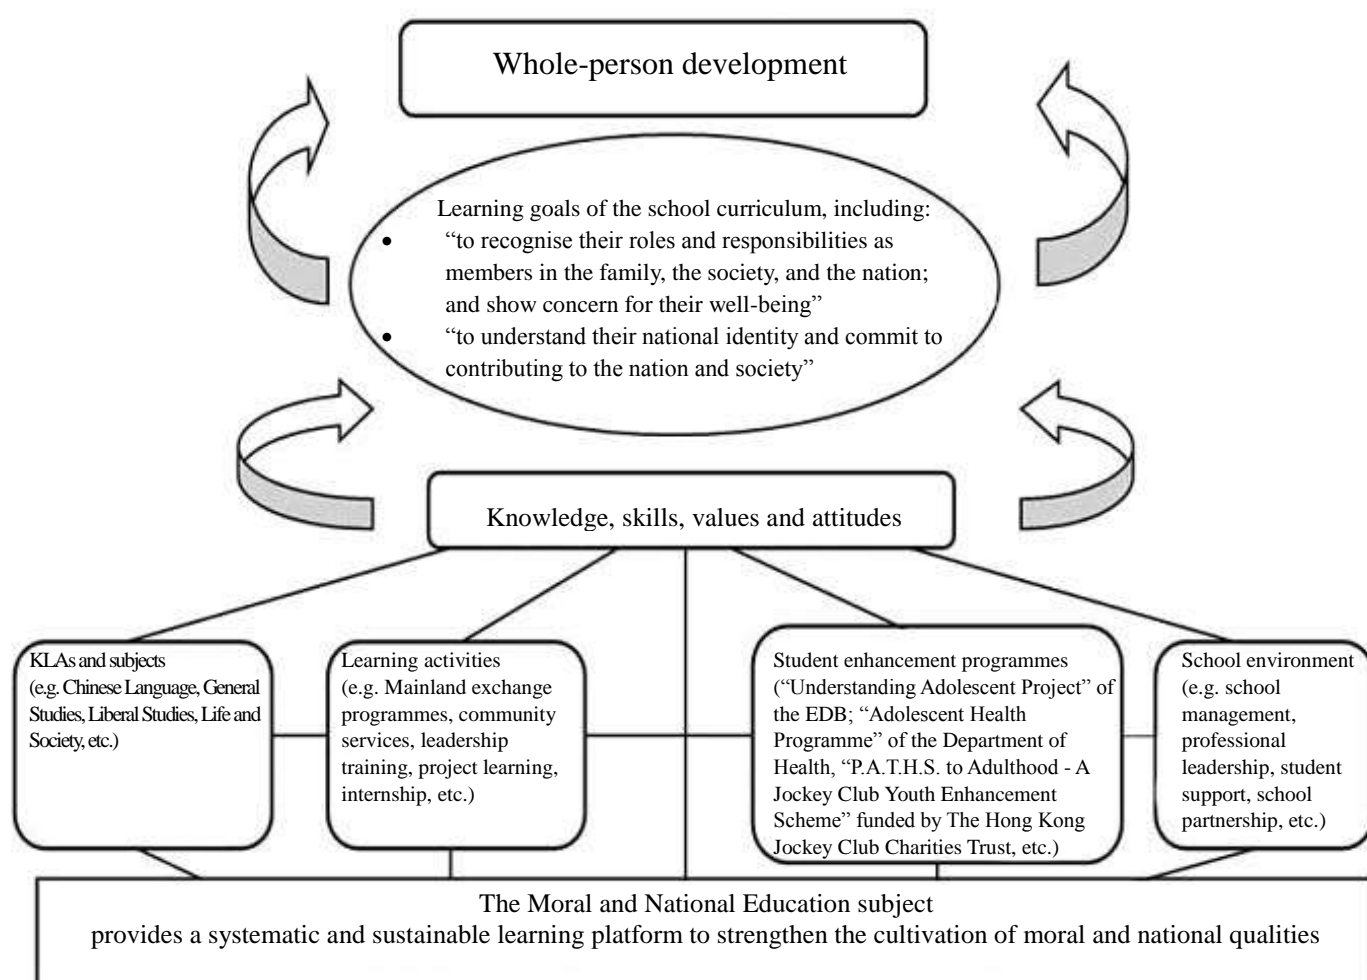 Whole-person development
Learning goals of the school curriculum, including:
• “to recognise their roles and responsibilities as
members in the family, the society, and the nation;
and show concern for their well-being”
• “to understand their national identity and commit to
contributing to the nation and society”
Knowledge, skills, values and attitudes
KLAs and subjects
(e.g. Chinese Language, General
Studies, Liberal Studies, Life and
Society, etc.)
Learning activities
(e.g. Mainland exchange
programmes, community
services, leadership
training, project learning,
internship, etc.)
Student enhancement programmes
(“Understanding Adolescent Project” of
the EDB; “Adolescent Health
Programme” of the Department of
Health, “P.A.T.H.S. to Adulthood - A
Jockey Club Youth Enhancement
Scheme” funded by The Hong Kong
Jockey Club Charities Trust, etc.)
School environment
(e.g. school
management,
professional
leadership, student
support, school
partnership, etc.)
The Moral and National Education subject
provides a systematic and sustainable learning platform to strengthen the cultivation of moral and national qualities